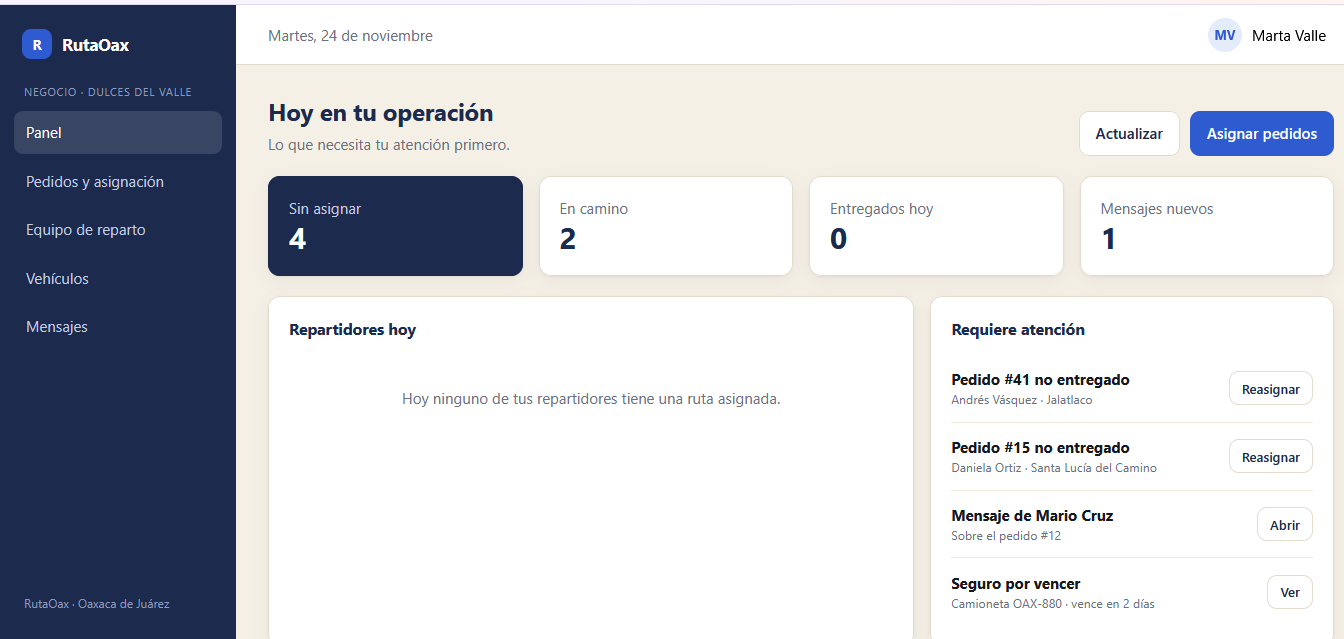 R RutaOax
NEGOCIO · DULCES DEL VALLE
Panel
Pedidos y asignación
Equipo de reparto
Vehículos
Mensajes
RutaOax · Oaxaca de Juárez
Martes, 24 de noviembre
MV Marta Valle
Hoy en tu operación
Lo que necesita tu atención primero.
Actualizar
Asignar pedidos
Sin asignar
4
En camino
2
Entregados hoy
0
Mensajes nuevos
1
Repartidores hoy
Hoy ninguno de tus repartidores tiene una ruta asignada.
Requiere atención
Pedido #41 no entregado
Andrés Vásquez · Jalatlaco
Reasignar
Pedido #15 no entregado
Daniela Ortiz · Santa Lucía del Camino
Reasignar
Mensaje de Mario Cruz
Sobre el pedido #12
Abrir
Seguro por vencer
Camioneta OAX-880 · vence en 2 días
Ver